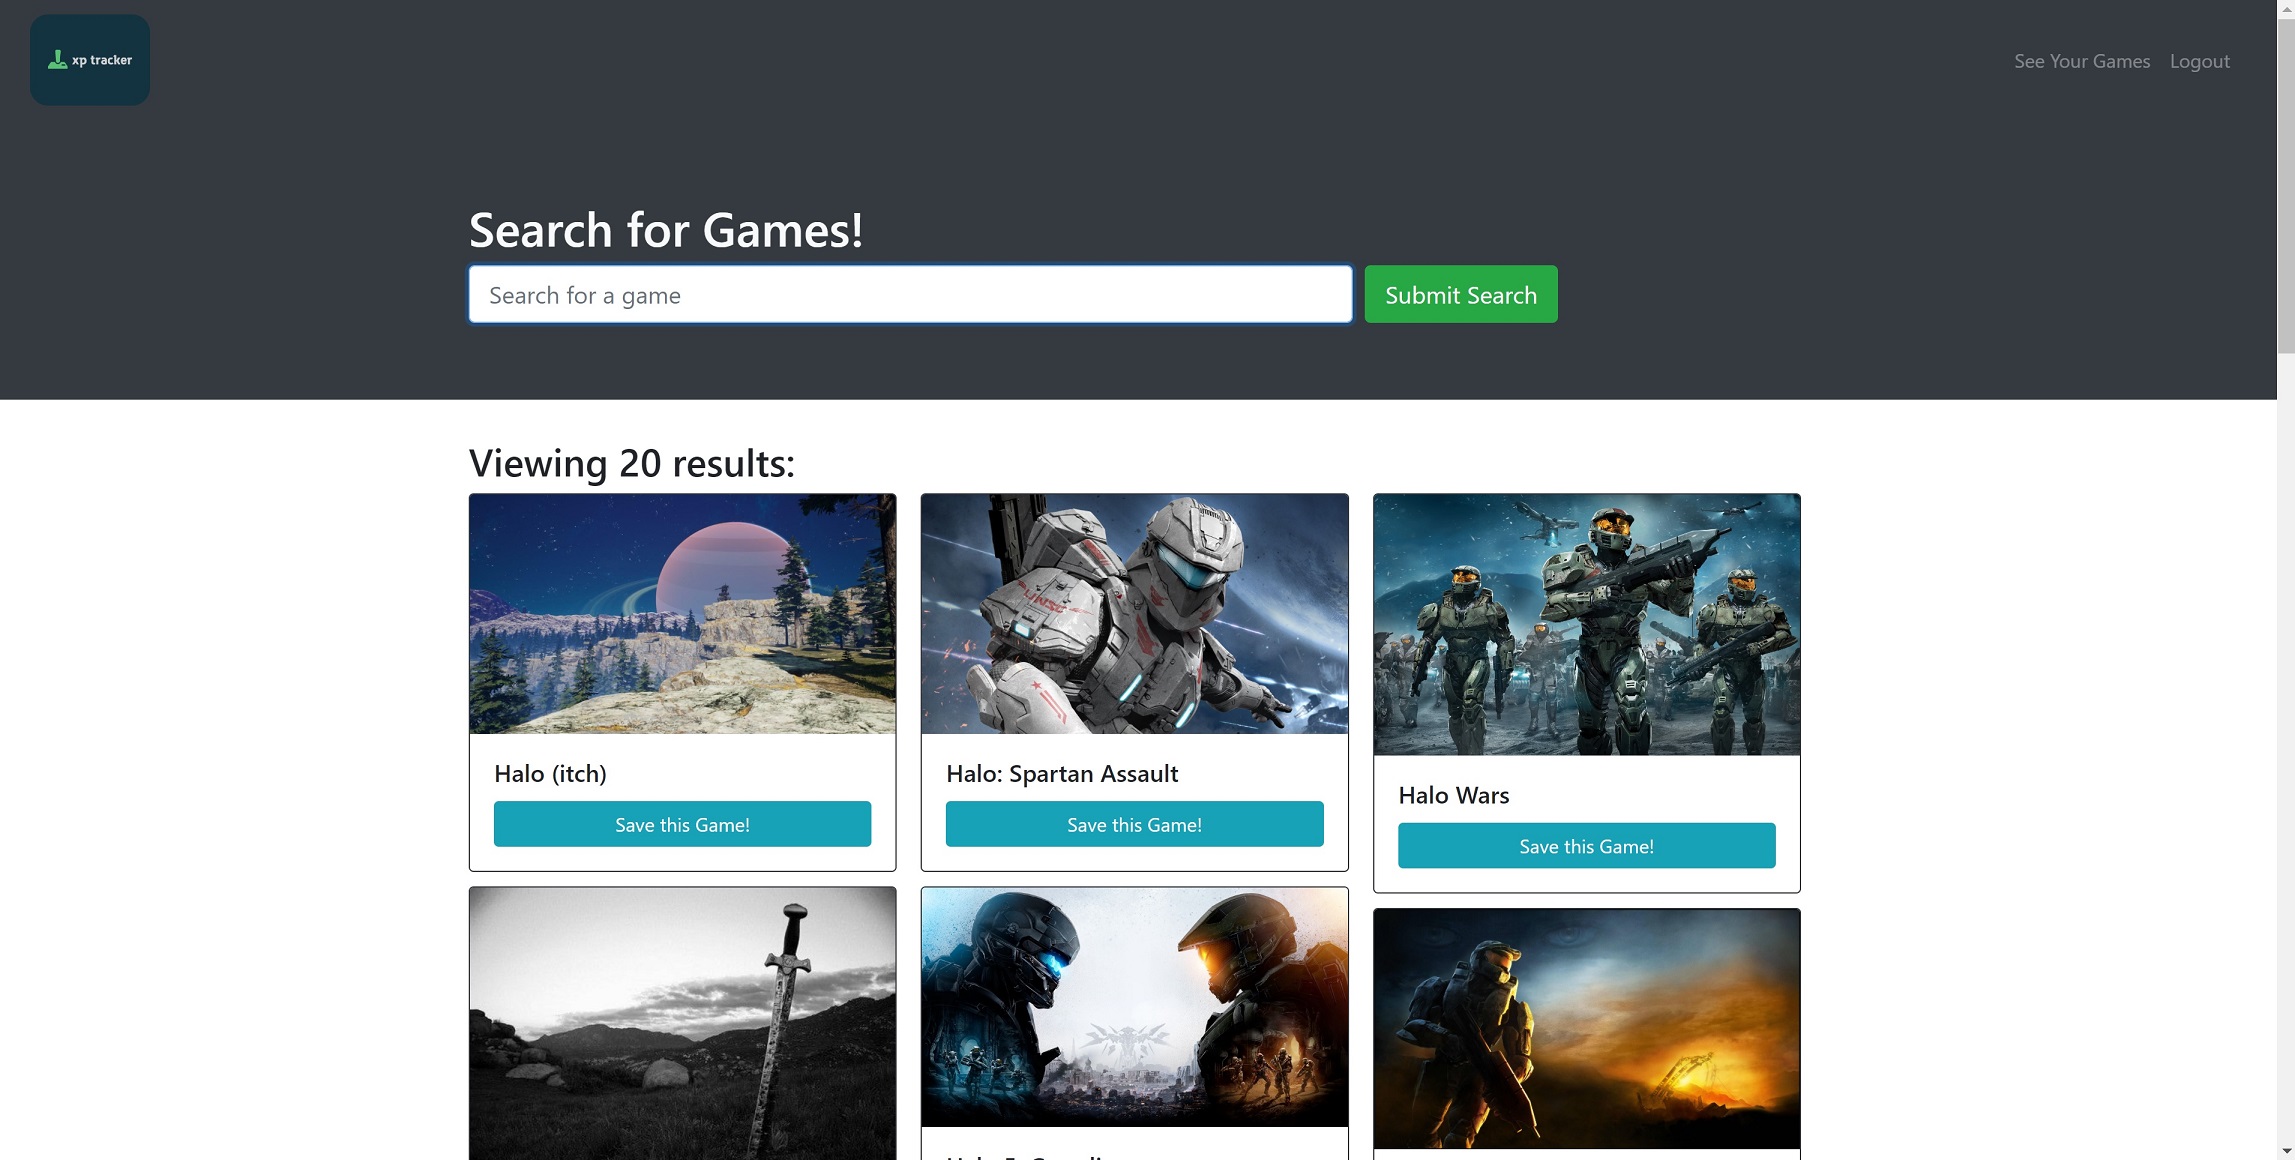 xp tracker
See Your Games
Logout
Search for Games!
Search for a game
Submit Search
Viewing 20 results:
UNSC
Halo (itch)
Save this Game!
Halo: Spartan Assault
Save this Game!
Halo Wars
Save this Game!